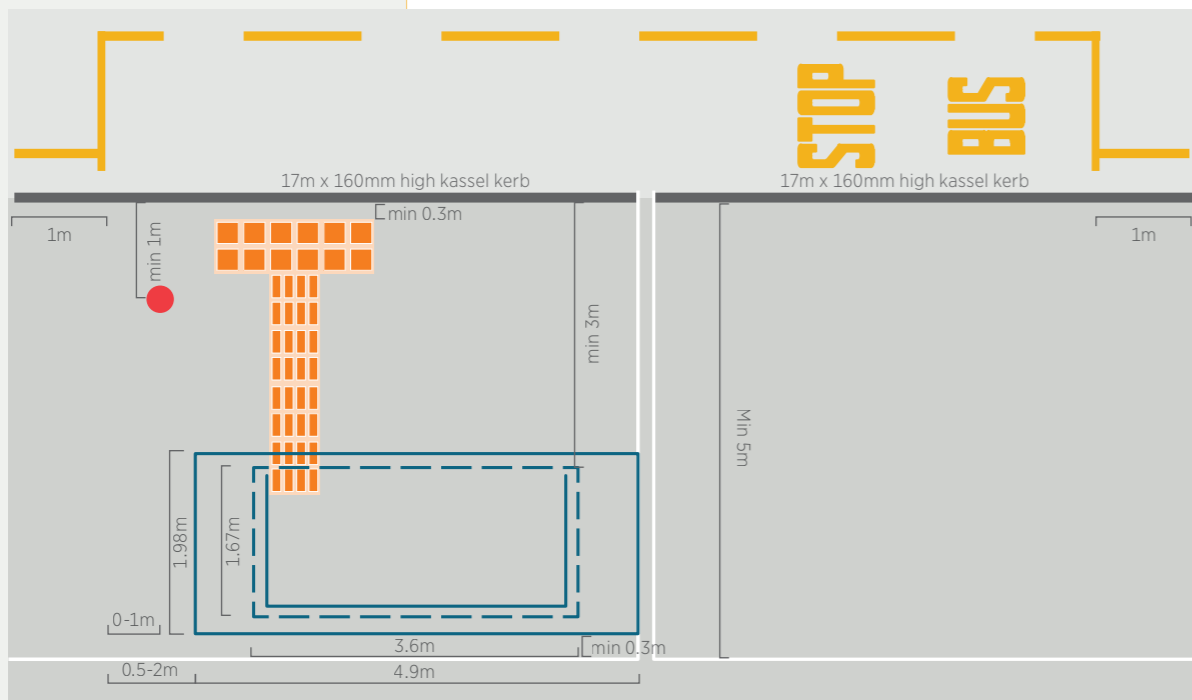 STOP
BUS
17m x 160mm high kassel kerb
17m x 160mm high kassel kerb
min 0.3m
1m
min 1m
1m
min 3m
Min 5m
1.98m
1.67m
0-1m
3.6m
min 0.3m
0.5-2m
4.9m